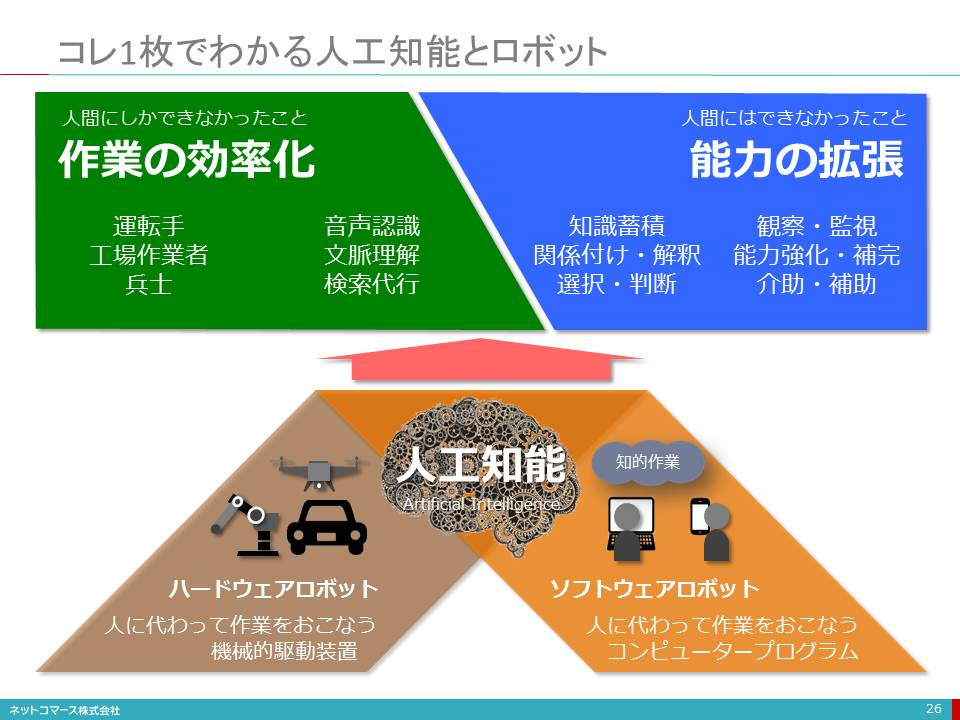 コレ1枚でわかる人工知能とロボット
人間にしかできなかったこと
作業の効率化
運転手
工場作業者
兵士
音声認識
文脈理解
検索代行
人間にはできなかったこと
能力の拡張
知識蓄積
関係付け・解釈
選択・判断
観察・監視
能力強化・補完
介助・補助
人工知能
Artificial Intelligence
知的作業
ハードウェアロボット
人に代わって作業をおこなう
機械的駆動装置
ソフトウェアロボット
人に代わって作業をおこなう
コンピュータープログラム
ネットコマース株式会社
26